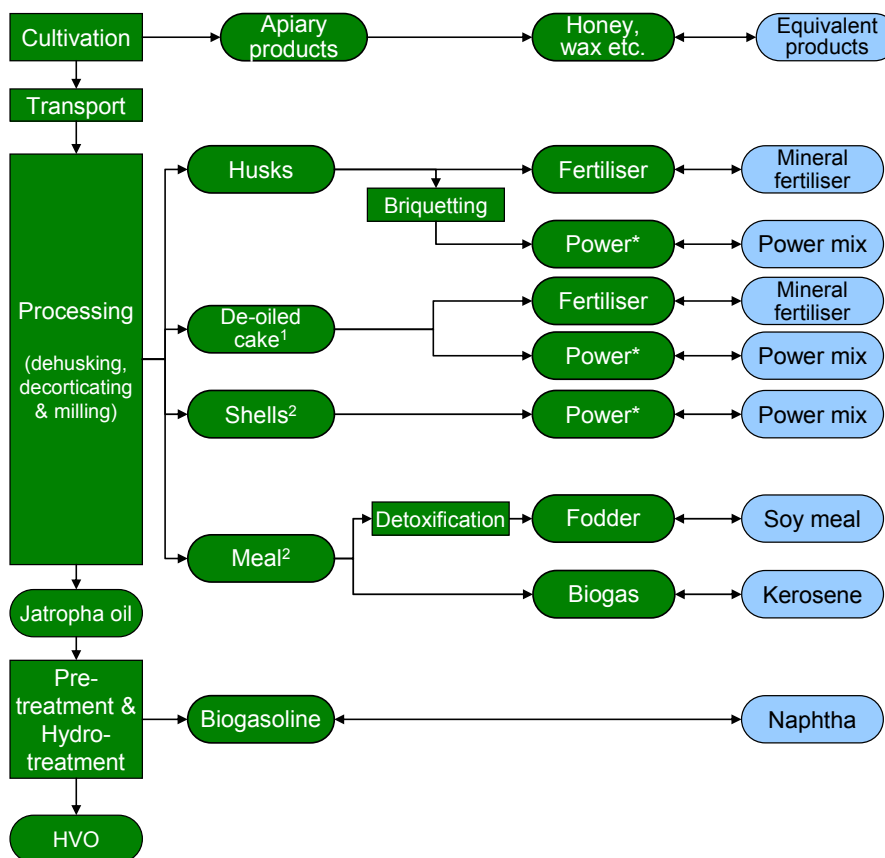 Cultivation
Apiary
products
Honey,
wax etc.
Equivalent
products
Transport
Husks
Fertiliser
Mineral
fertiliser
Briquetting
Power*
Power mix
Processing
(dehusking,
decorticating
& milling)
De-oiled
cake¹
Fertiliser
Mineral
fertiliser
Power*
Power mix
Shells²
Power*
Power mix
Detoxification
Fodder
Soy meal
Meal²
Biogas
Kerosene
Jatropha oil
Pre-
treatment &
Hydro-
treatment
Biogasoline
Naphtha
HVO